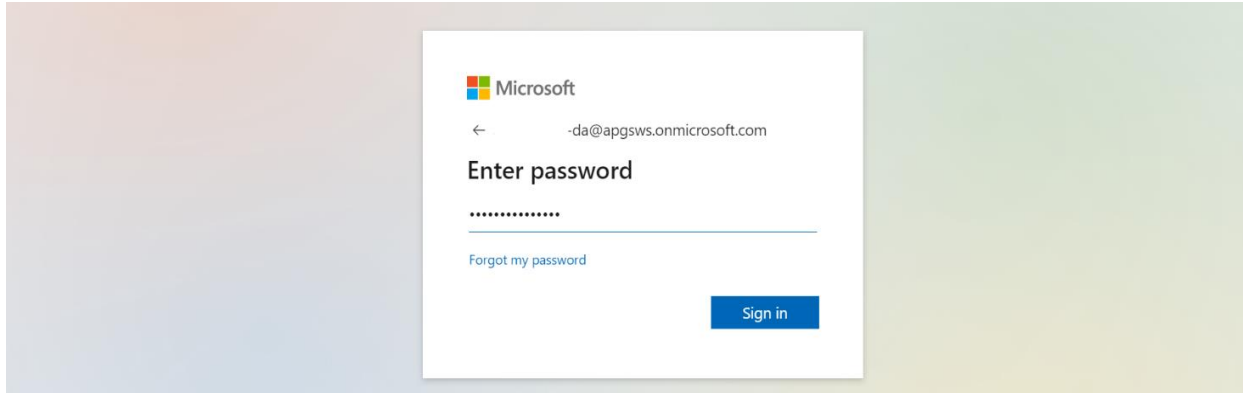 Microsoft
← -da@apgsws.onmicrosoft.com
Enter password
•••••••••••••••
Forgot my password
Sign in